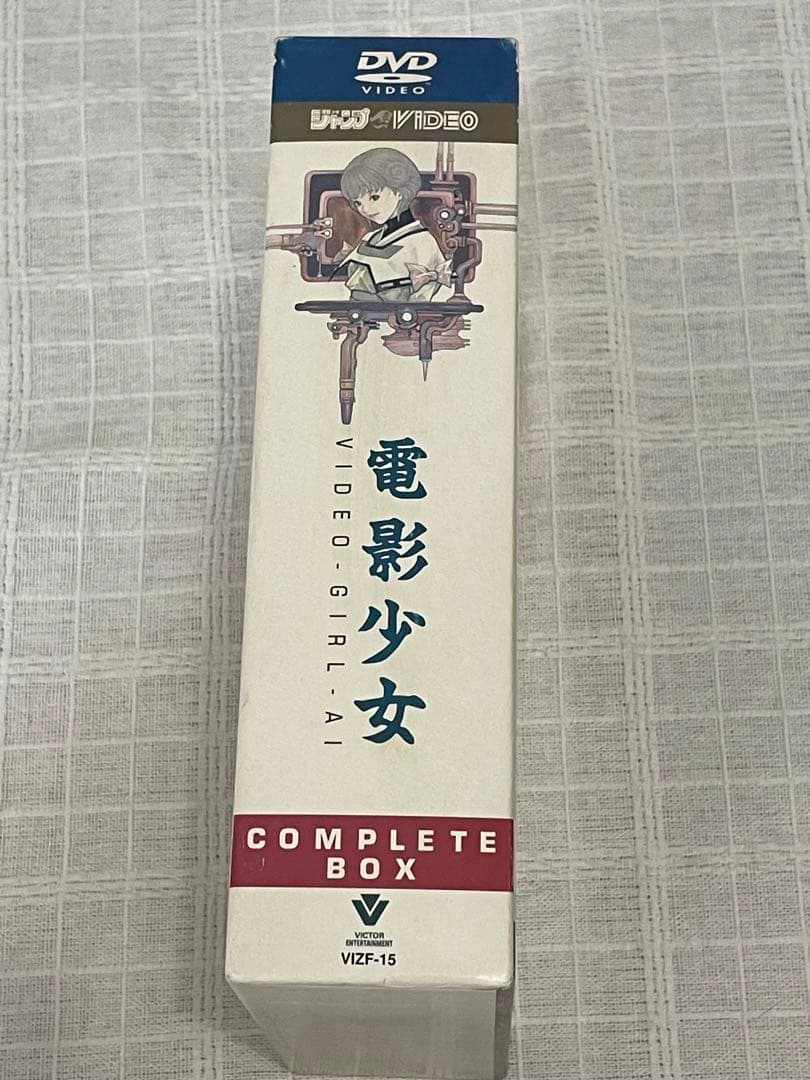 DVD
VIDEO
ジャンプ VIDEO
電影少女
VIDEO-GIRL-AI
COMPLETE
BOX
VICTOR
ENTERTAINMENT
VIZF-15